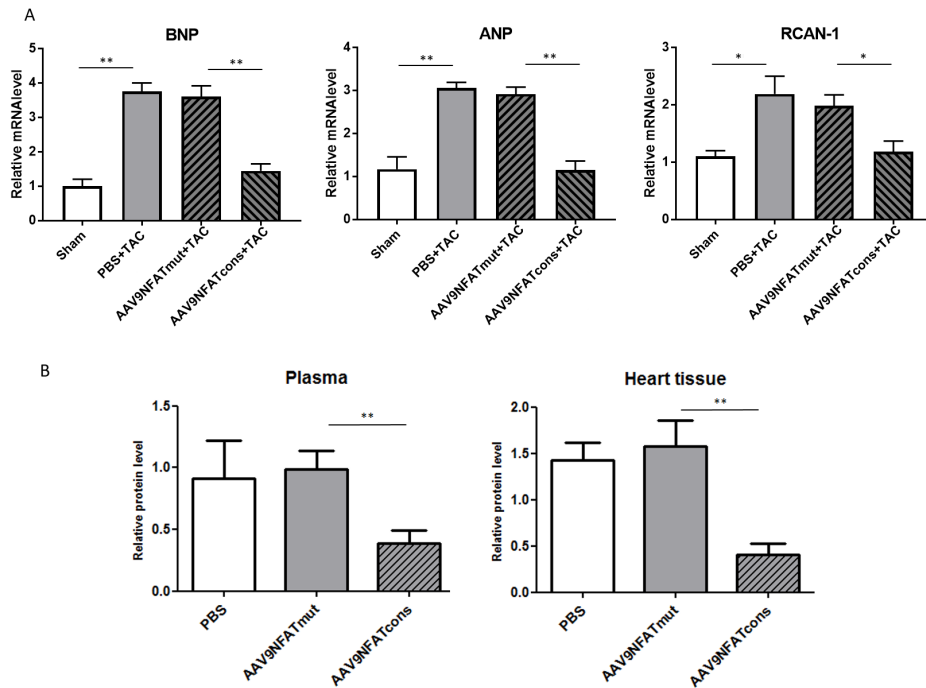 A
BNP
ANP
RCAN-1
Relative mRNAlevel
5
4
3
2
1
0
**
**
Sham
PBS+TAC
AAV9NFATmut+TAC
AAV9NFATcons+TAC
Relative mRNAlevel
4
3
2
1
0
**
**
Sham
PBS+TAC
AAV9NFATmut+TAC
AAV9NFATcons+TAC
Relative mRNAlevel
3
2
1
0
*
*
Sham
PBS+TAC
AAV9NFATmut+TAC
AAV9NFATcons+TAC
B
Plasma
Relative protein level
1.5
1.0
0.5
0.0
**
PBS
AAV9NFATmut
AAV9NFATcons
Heart tissue
Relative protein level
2.0
1.5
1.0
0.5
0.0
**
PBS
AAV9NFATmut
AAV9NFATcons